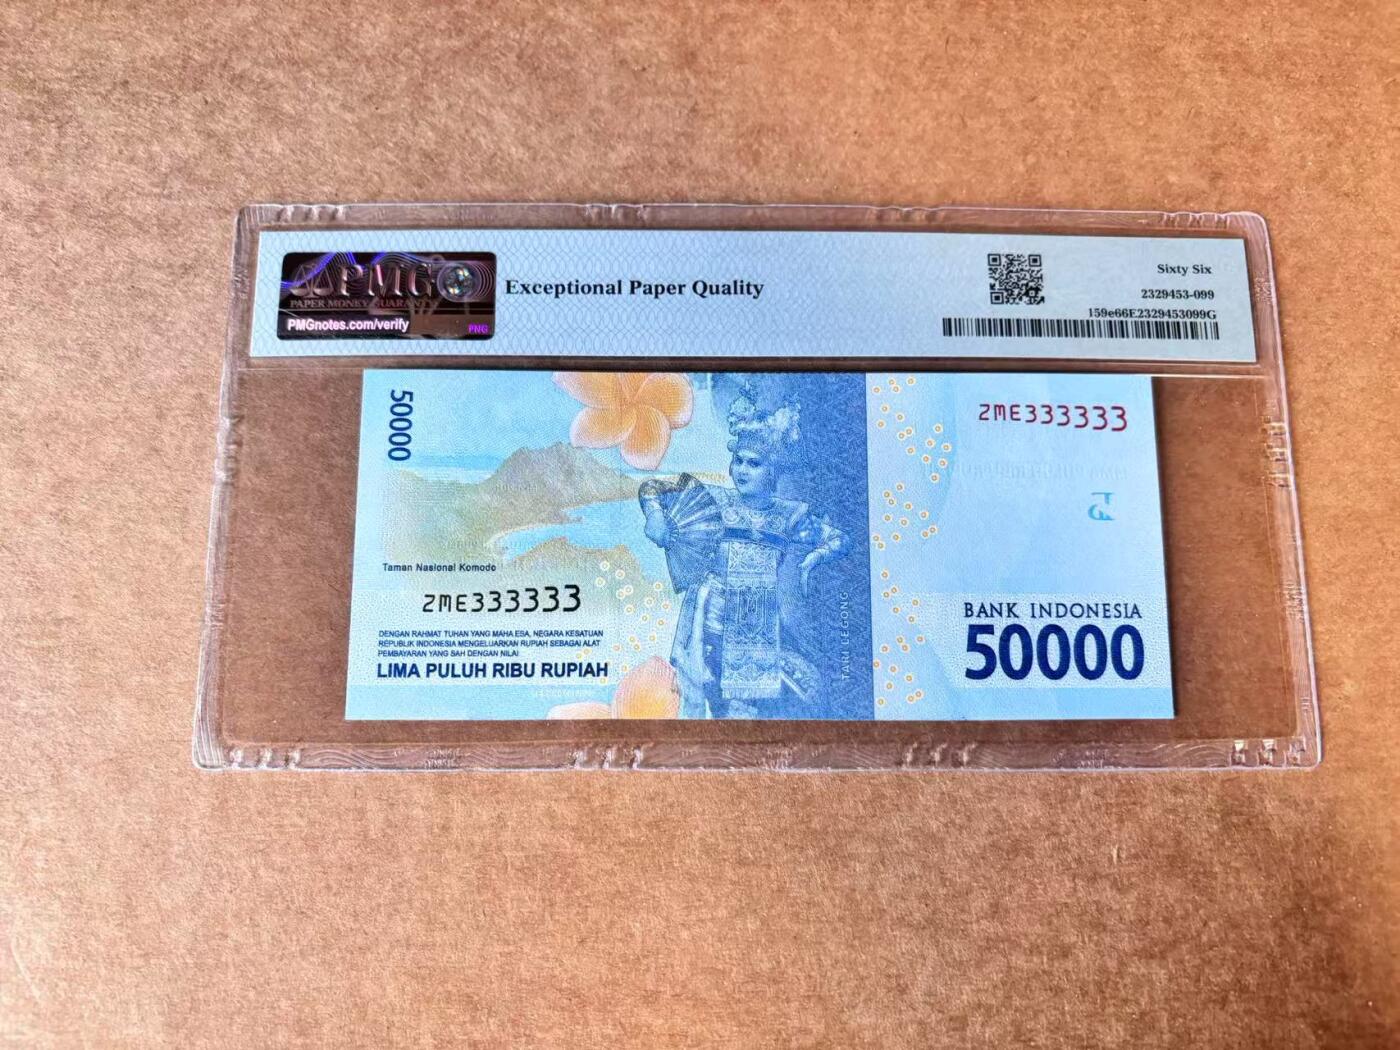 PMG
PAPER MONEY GUARANTY
PMGnotes.com/verify
PNG
Exceptional Paper Quality
Sixty Six
2329453-099
159e66E2329453099G
50000
ZME333333
Taman Nasional Komodo
ZME333333
DENGAN RAHMAT TUHAN YANG MAHA ESA, NEGARA KESATUAN
REPUBLIK INDONESIA MENGELUARKAN RUPIAH SEBAGAI ALAT
PEMBAYARAN YANG SAH DENGAN NILAI
LIMA PULUH RIBU RUPIAH
TARI LEGONG
BANK INDONESIA
50000